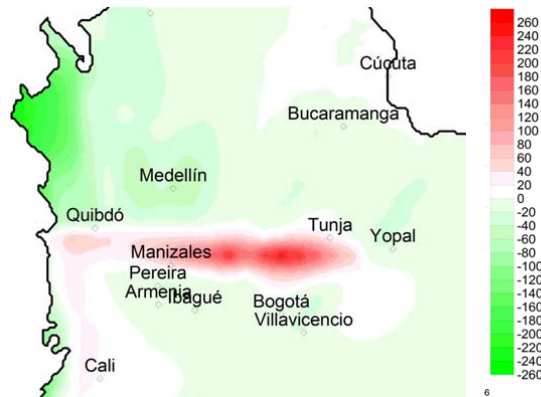 Cúcuta
Bucaramanga
Medellín
Quibdó
Tunja
Yopal
Manizales
Pereira
Armenia
Ibagué
Bogotá
Villavicencio
Cali
260
240
220
200
180
160
140
120
100
80
60
40
20
0
-20
-40
-60
-80
-100
-120
-140
-160
-180
-200
-220
-240
-260
6